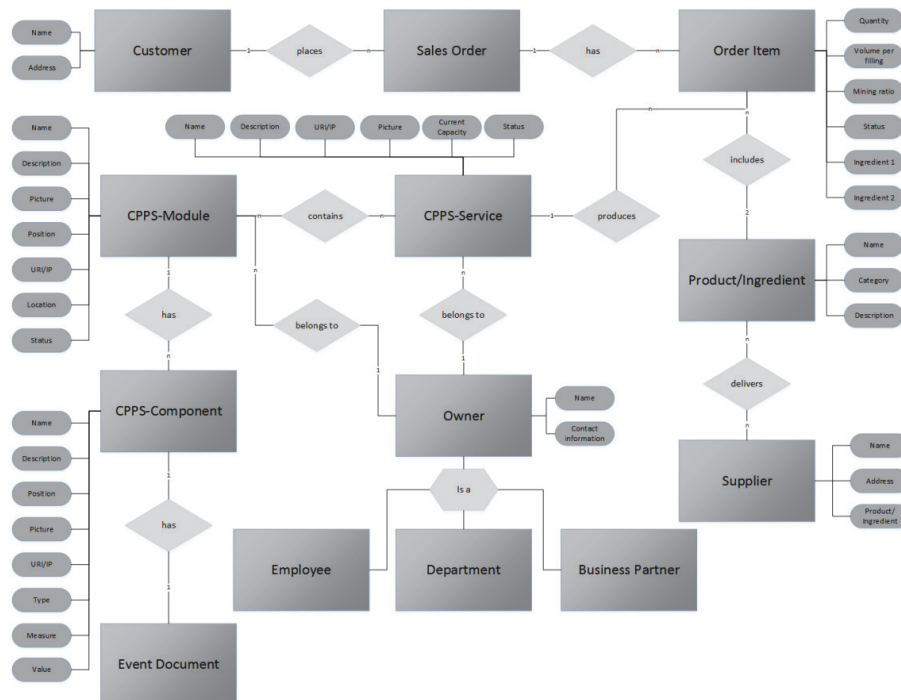 Name
Address
Customer
1
places
n
Sales Order
1
has
n
Order Item
Quantity
Volume per
filling
Mining ratio
Status
Ingredient 1
Ingredient 2
Name
Description
URI/IP
Picture
Current
Capacity
Status
Name
Description
Picture
Position
URI/IP
Location
Status
CPPS-Module
n
contains
n
CPPS-Service
1
produces
n
n
includes
2
Product/Ingredient
Name
Category
Description
1
has
n
n
belongs to
1
n
belongs to
1
n
delivers
n
CPPS-Component
Name
Description
Position
Picture
URI/IP
Type
Measure
Value
Owner
Name
Contact
information
Supplier
Name
Address
Product/
Ingredient
1
has
1
Is a
Employee
Department
Business Partner
Event Document